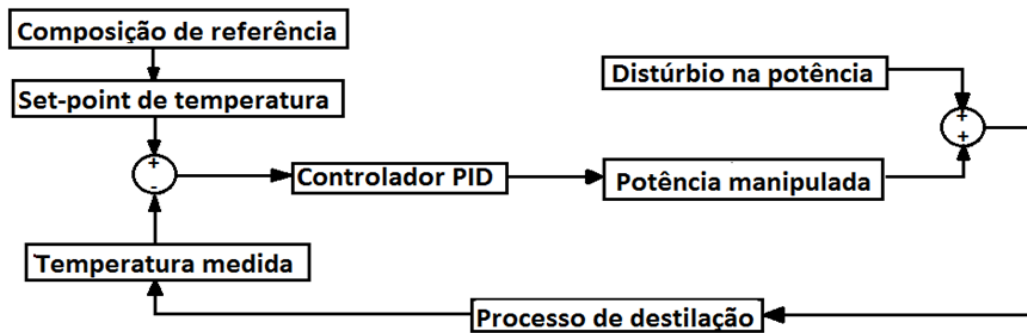 Composição de referência
Set-point de temperatura
Distúrbio na potência
+
+
+
-
Controlador PID
Potência manipulada
Temperatura medida
Processo de destilação